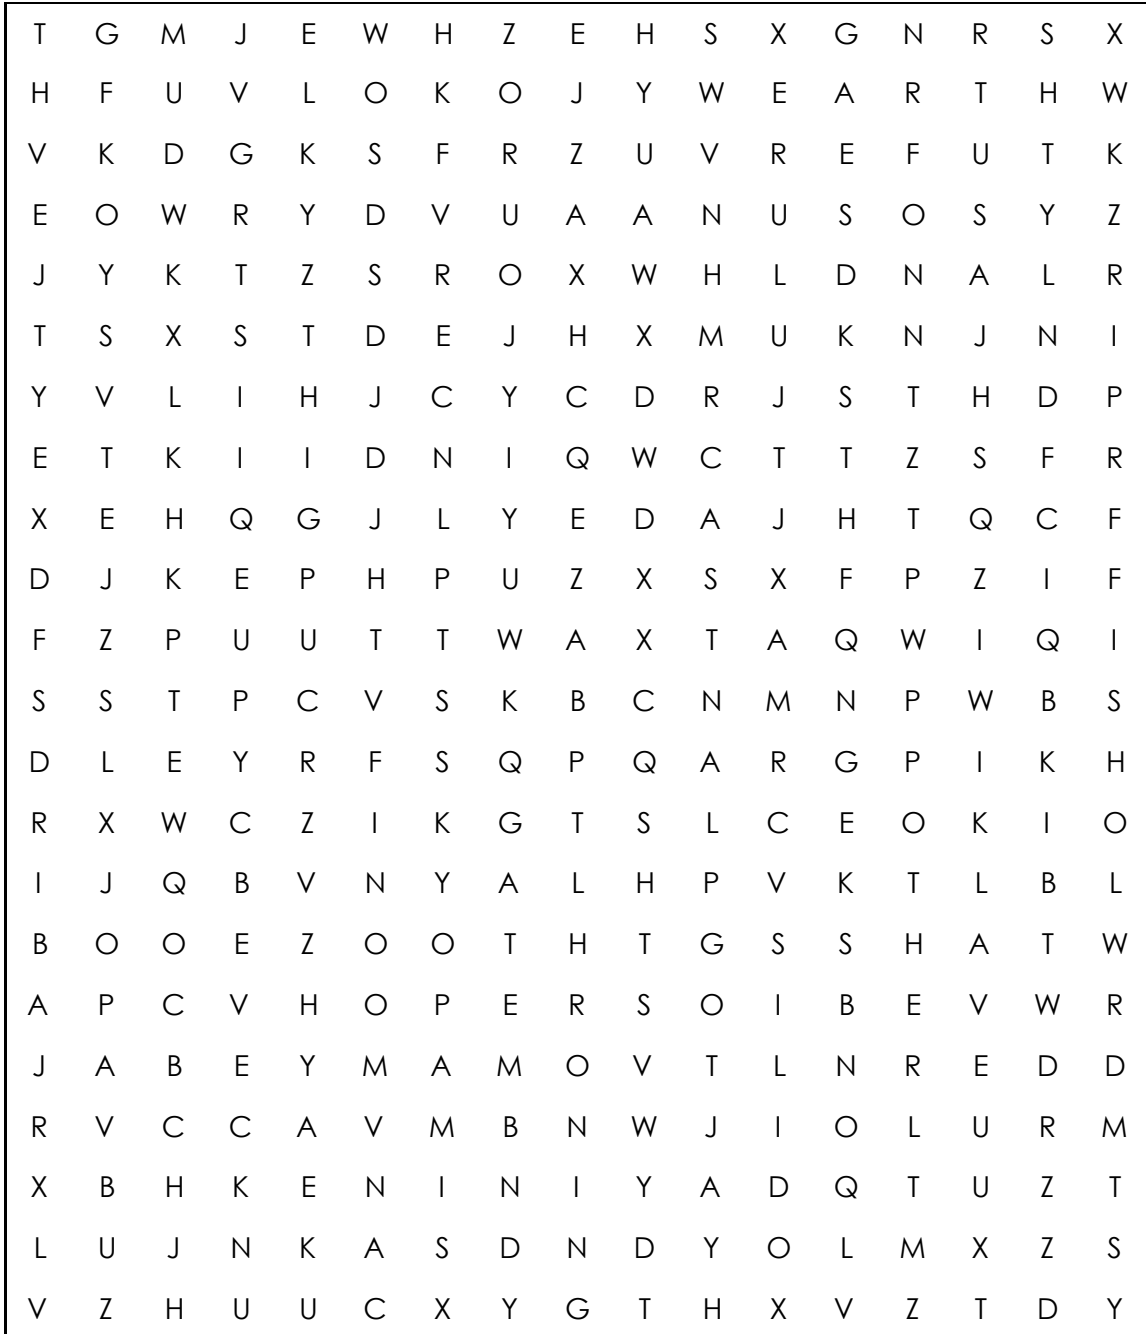 T G M J E W H Z E H S X G N R S X
H F U V L O K O J Y W E A R T H W
V K D G K S F R Z U V R E F U T K
E O W R Y D V U A A N U S O S Y Z
J Y K T Z S R O X W H L D N A L R
T S X S T D E J H X M U K N J N I
Y V L I H J C Y C D R J S T H D P
E T K I I D N I Q W C T T Z S F R
X E H Q G J L Y E D A J H T Q C F
D J K E P H P U Z X S X F P Z I F
F Z P U U T T W A X T A Q W I Q I
S S T P C V S K B C N M N P W B S
D L E Y R F S Q P Q A R G P I K H
R X W C Z I K G T S L C E O K I O
I J Q B V N Y A L H P V K T L B L
B O O E Z O O T H T G S S H A T W
A P C V H O P E R S O I B E V W R
J A B E Y M A M O V T L N R E D D
R V C C A V M B N W J I O L U R M
X B H K E N I N I Y A D Q T U Z T
L U J N K A S D N D Y O L M X Z S
V Z H U U C X Y G T H X V Z T D Y